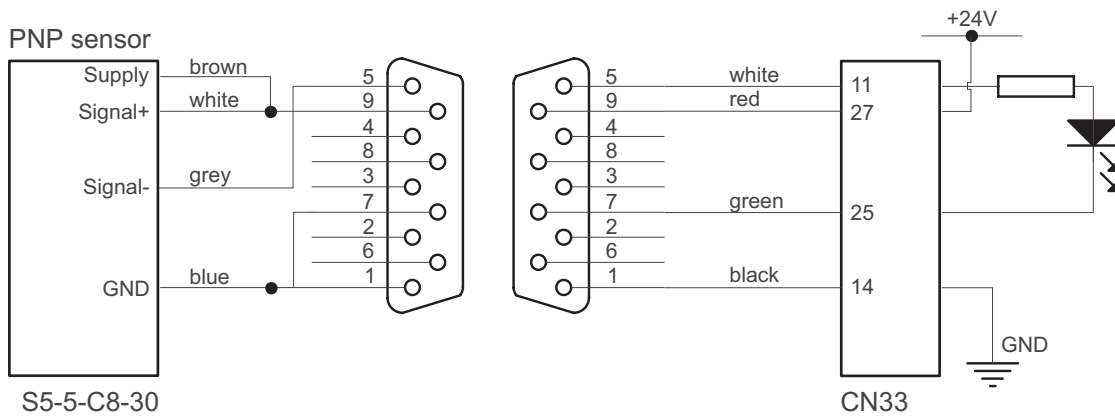 +24V
PNP sensor
Supply
brown
Signal+
white
Signal-
grey
GND
blue
S5-5-C8-30
5
9
4
8
3
7
2
6
1
5
9
4
8
3
7
2
6
1
white
red
green
black
11
27
25
14
GND
CN33